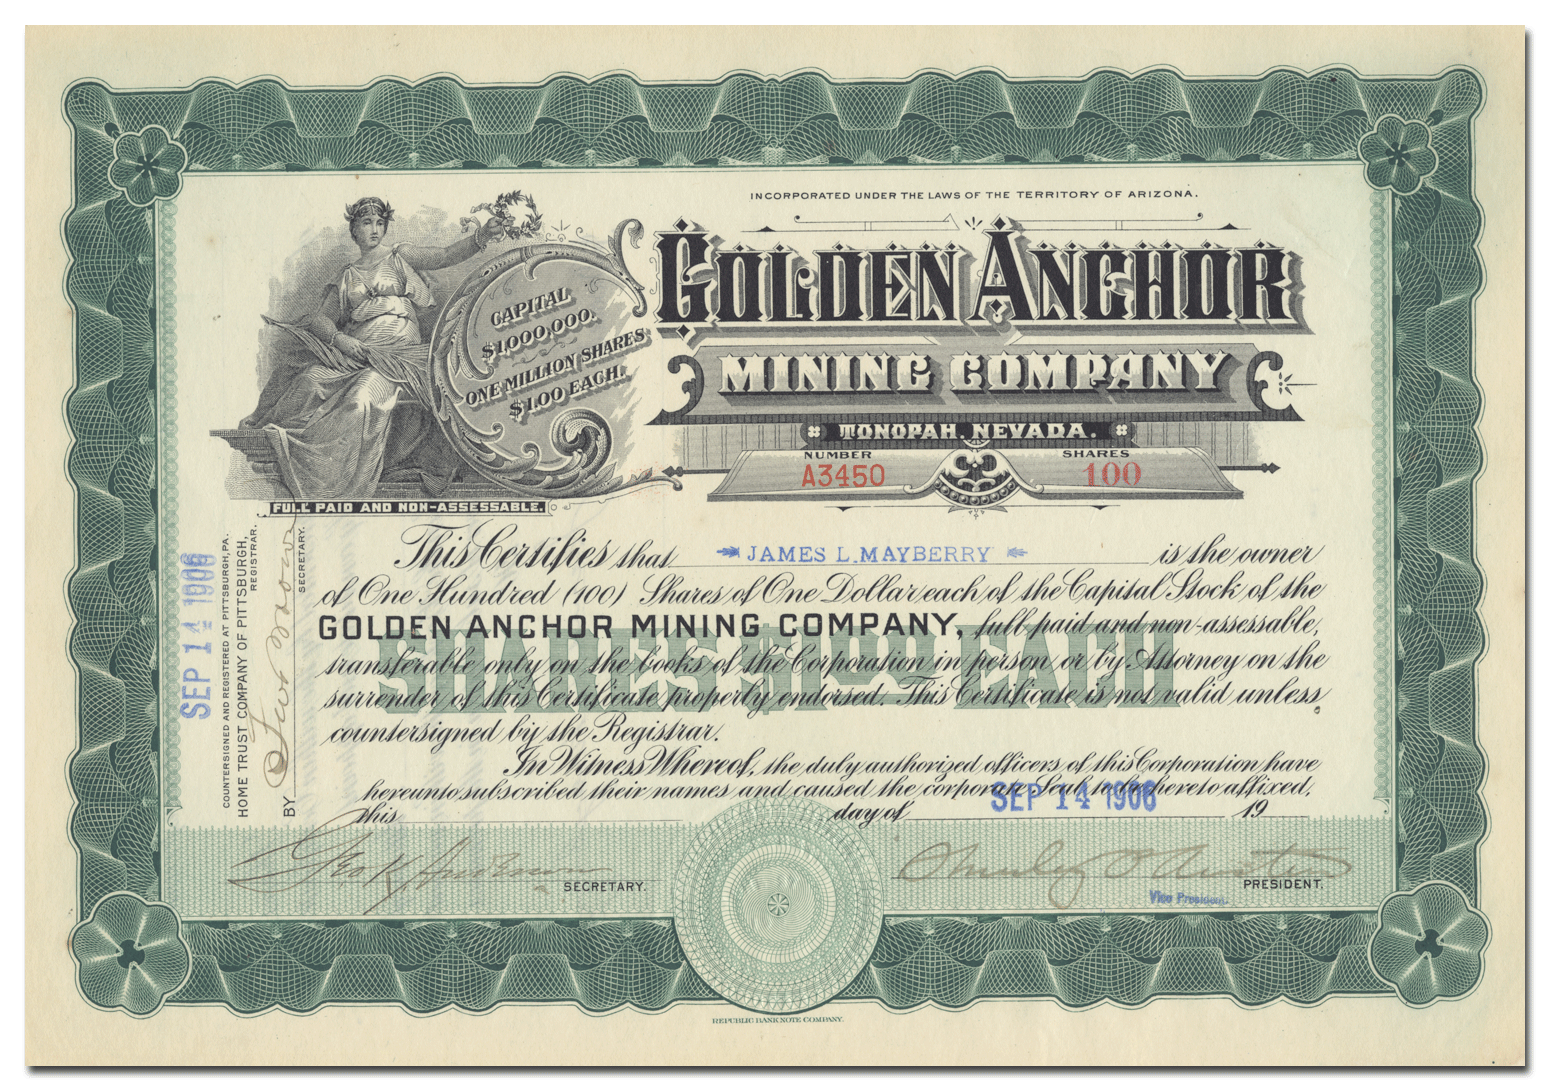 INCORPORATED UNDER THE LAWS OF THE TERRITORY OF ARIZONA.
GOLDEN ANCHOR
MINING COMPANY
TONOPAH, NEVADA.
CAPITAL
$1,000,000.
ONE MILLION SHARES
$1.00 EACH.
NUMBER
A3450
SHARES
100
FULL PAID AND NON-ASSESSABLE.
This Certifies that JAMES L. MAYBERRY is the owner
of One Hundred (100) Shares of One Dollar each of the Capital Stock of the
GOLDEN ANCHOR MINING COMPANY, full paid and non-assessable,
transferable only on the books of the Corporation in person, or by Attorney on the
surrender of this Certificate properly endorsed. This Certificate is not valid unless
countersigned by the Registrar.
SHARES $1.00 EACH
In Witness Whereof, the duly authorized officers of this Corporation have
hereunto subscribed their names and caused the corporate Seal to be hereto affixed,
this day of SEP 14 1906 19
SECRETARY.
PRESIDENT.
Vice President.
SEP 14 1906
COUNTERSIGNED AND REGISTERED AT PITTSBURGH, PA.
HOME TRUST COMPANY OF PITTSBURGH,
REGISTRAR.
BY
SECRETARY.
REPUBLIC BANK NOTE COMPANY.